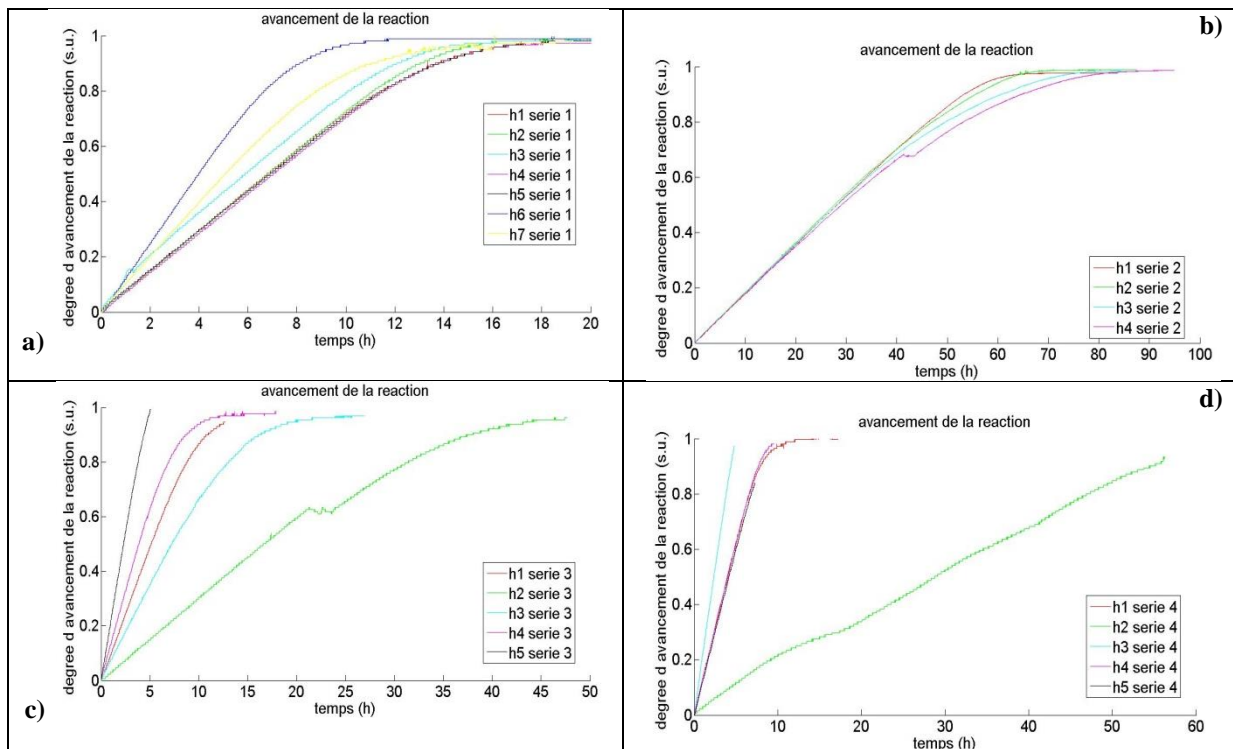 avancement de la reaction
degree d avancement de la reaction (s.u.)
1
0.8
0.6
0.4
0.2
0
0 2 4 6 8 10 12 14 16 18 20
temps (h)
h1 serie 1
h2 serie 1
h3 serie 1
h4 serie 1
h5 serie 1
h6 serie 1
h7 serie 1
a)
b)
avancement de la reaction
degree d avancement de la reaction (s.u.)
1
0.8
0.6
0.4
0.2
0
0 10 20 30 40 50 60 70 80 90 100
temps (h)
h1 serie 2
h2 serie 2
h3 serie 2
h4 serie 2
avancement de la reaction
degree d avancement de la reaction (s.u.)
1
0.8
0.6
0.4
0.2
0
0 5 10 15 20 25 30 35 40 45 50
temps (h)
h1 serie 3
h2 serie 3
h3 serie 3
h4 serie 3
h5 serie 3
c)
d)
avancement de la reaction
degree d avancement de la reaction (s.u.)
1
0.8
0.6
0.4
0.2
0
0 10 20 30 40 50 60
temps (h)
h1 serie 4
h2 serie 4
h3 serie 4
h4 serie 4
h5 serie 4